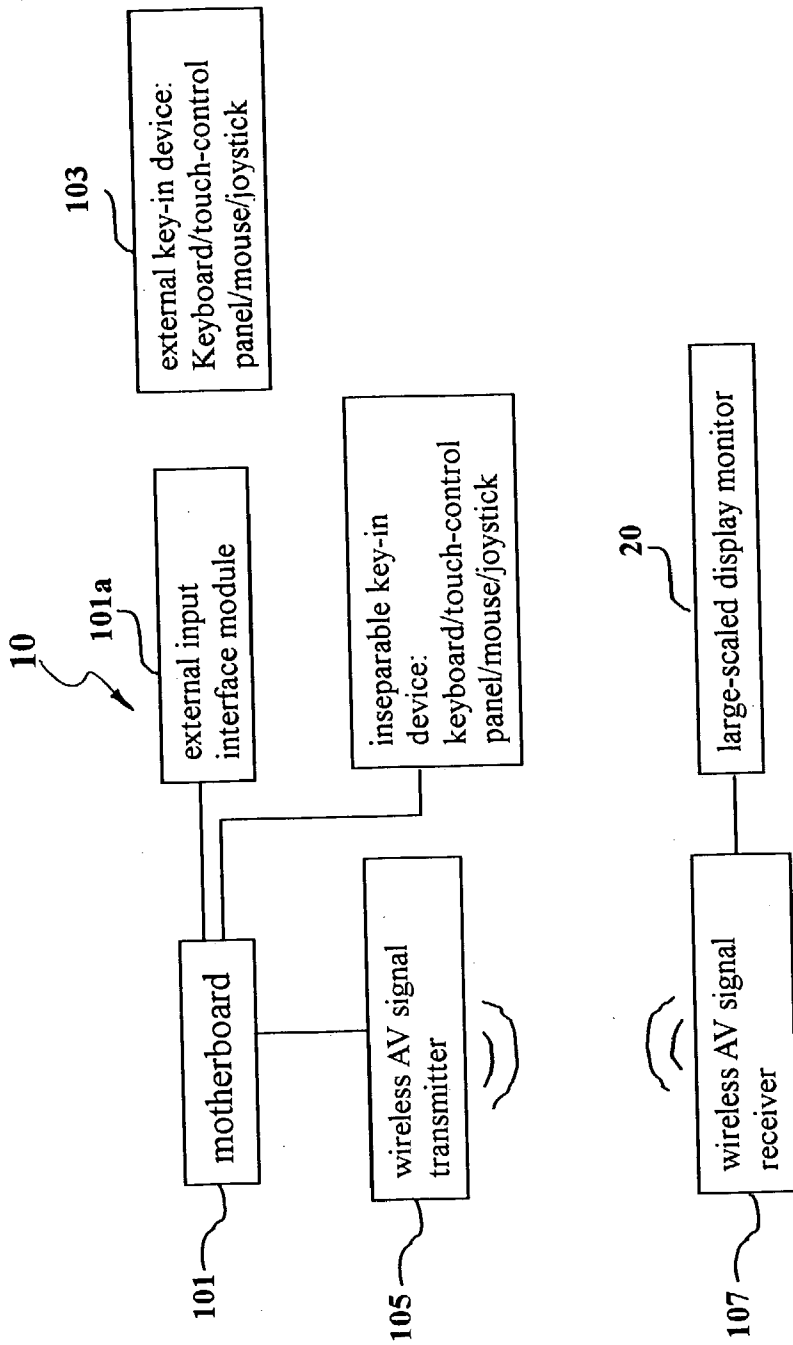 10
101
motherboard
101a
external input
interface module
103
external key-in device:
Keyboard/touch-control
panel/mouse/joystick
105
wireless AV signal
transmitter
inseparable key-in
device:
keyboard/touch-control
panel/mouse/joystick
107
wireless AV signal
receiver
20
large-scaled display monitor